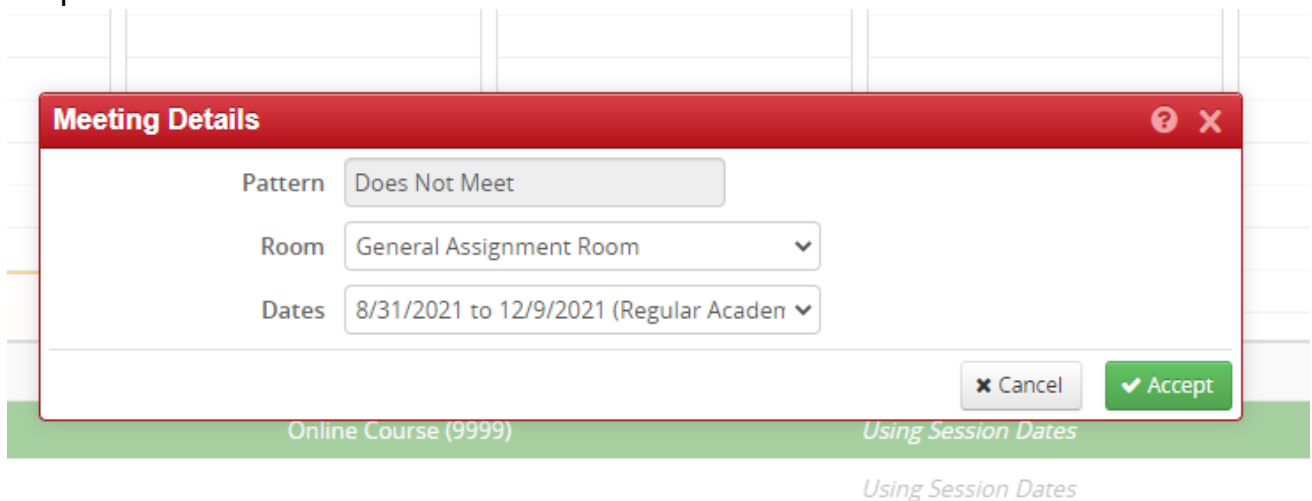 Meeting Details
Pattern Does Not Meet
Room General Assignment Room
Dates 8/31/2021 to 12/9/2021 (Regular Academ
Cancel Accept
Online Course (9999) Using Session Dates
Using Session Dates